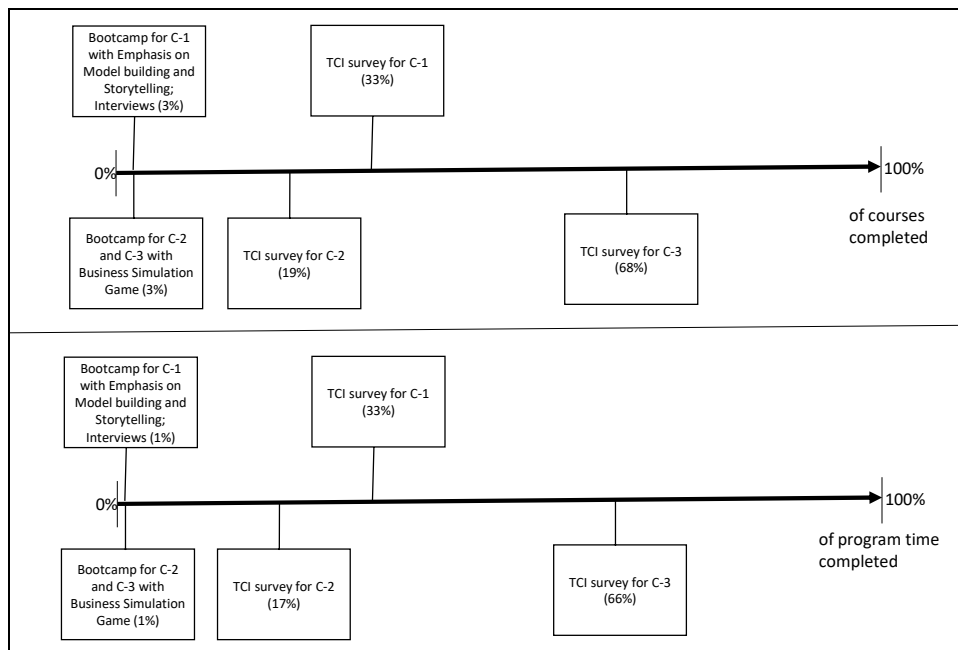 Bootcamp for C-1
with Emphasis on
Model building and
Storytelling;
Interviews (3%)
TCI survey for C-1
(33%)
0%
100%
of courses
completed
Bootcamp for C-2
and C-3 with
Business Simulation
Game (3%)
TCI survey for C-2
(19%)
TCI survey for C-3
(68%)
Bootcamp for C-1
with Emphasis on
Model building and
Storytelling;
Interviews (1%)
TCI survey for C-1
(33%)
0%
100%
of program time
completed
Bootcamp for C-2
and C-3 with
Business Simulation
Game (1%)
TCI survey for C-2
(17%)
TCI survey for C-3
(66%)